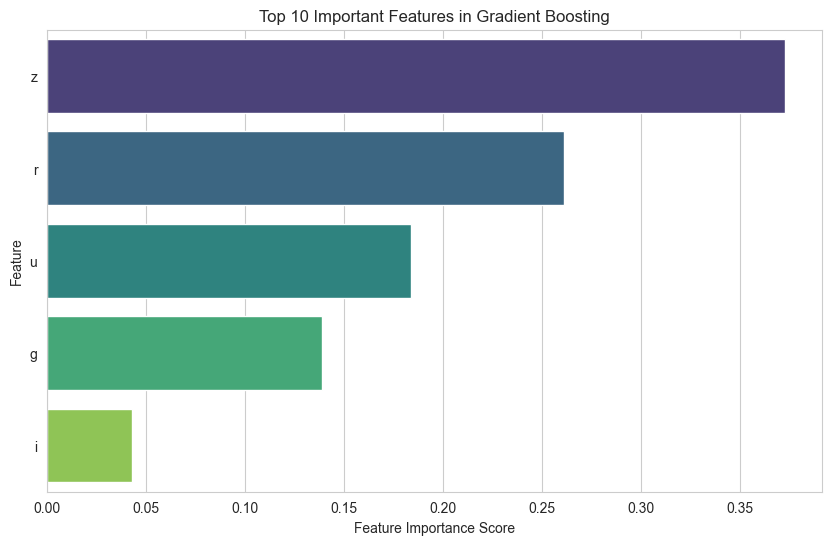 Top 10 Important Features in Gradient Boosting
Feature
z
r
u
g
i
0.00 0.05 0.10 0.15 0.20 0.25 0.30 0.35
Feature Importance Score